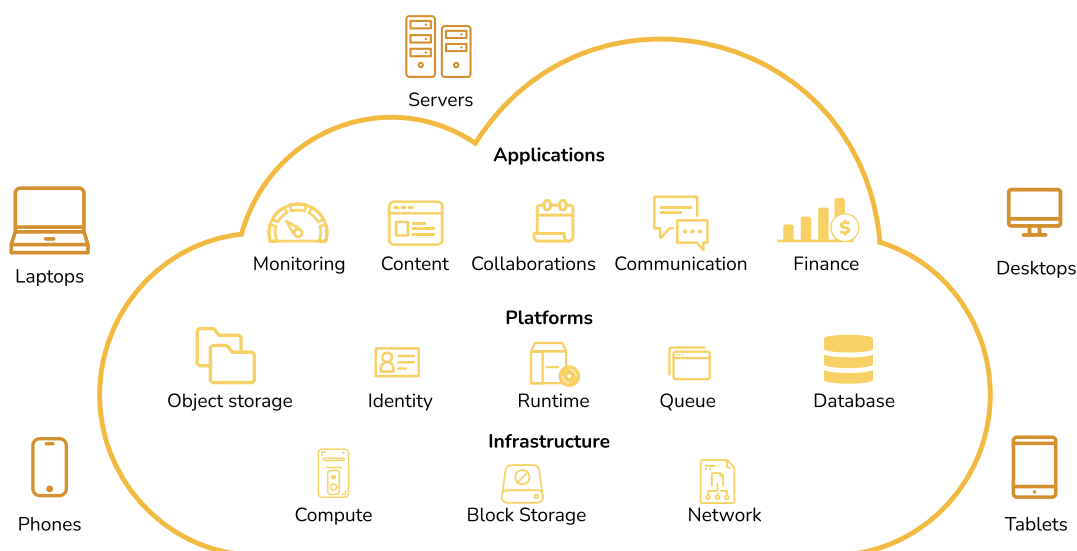 Servers
Applications
Laptops
Monitoring
Content
Collaborations
Communication
Finance
Desktops
Platforms
Object storage
Identity
Runtime
Queue
Database
Infrastructure
Phones
Compute
Block Storage
Network
Tablets